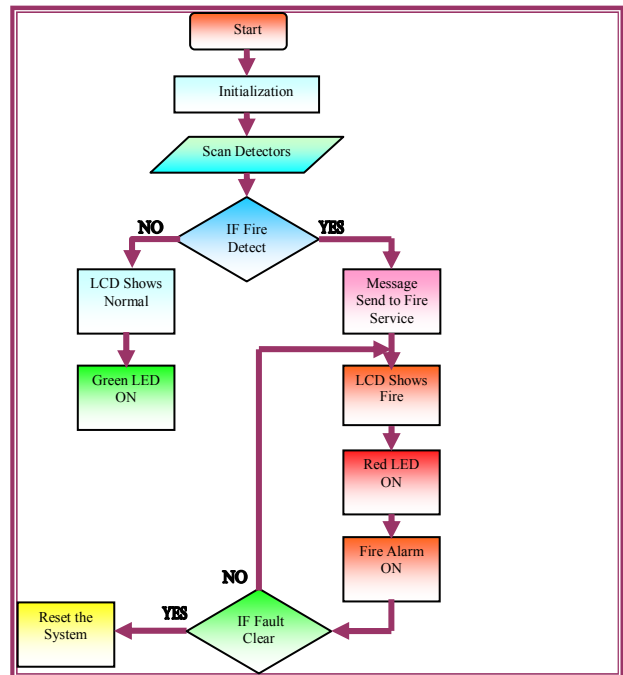 Start
Initialization
Scan Detectors
NO
YES
IF Fire
Detect
LCD Shows
Normal
Message
Send to Fire
Service
Green LED
ON
LCD Shows
Fire
Red LED
ON
Fire Alarm
ON
NO
YES
IF Fault
Clear
Reset the
System